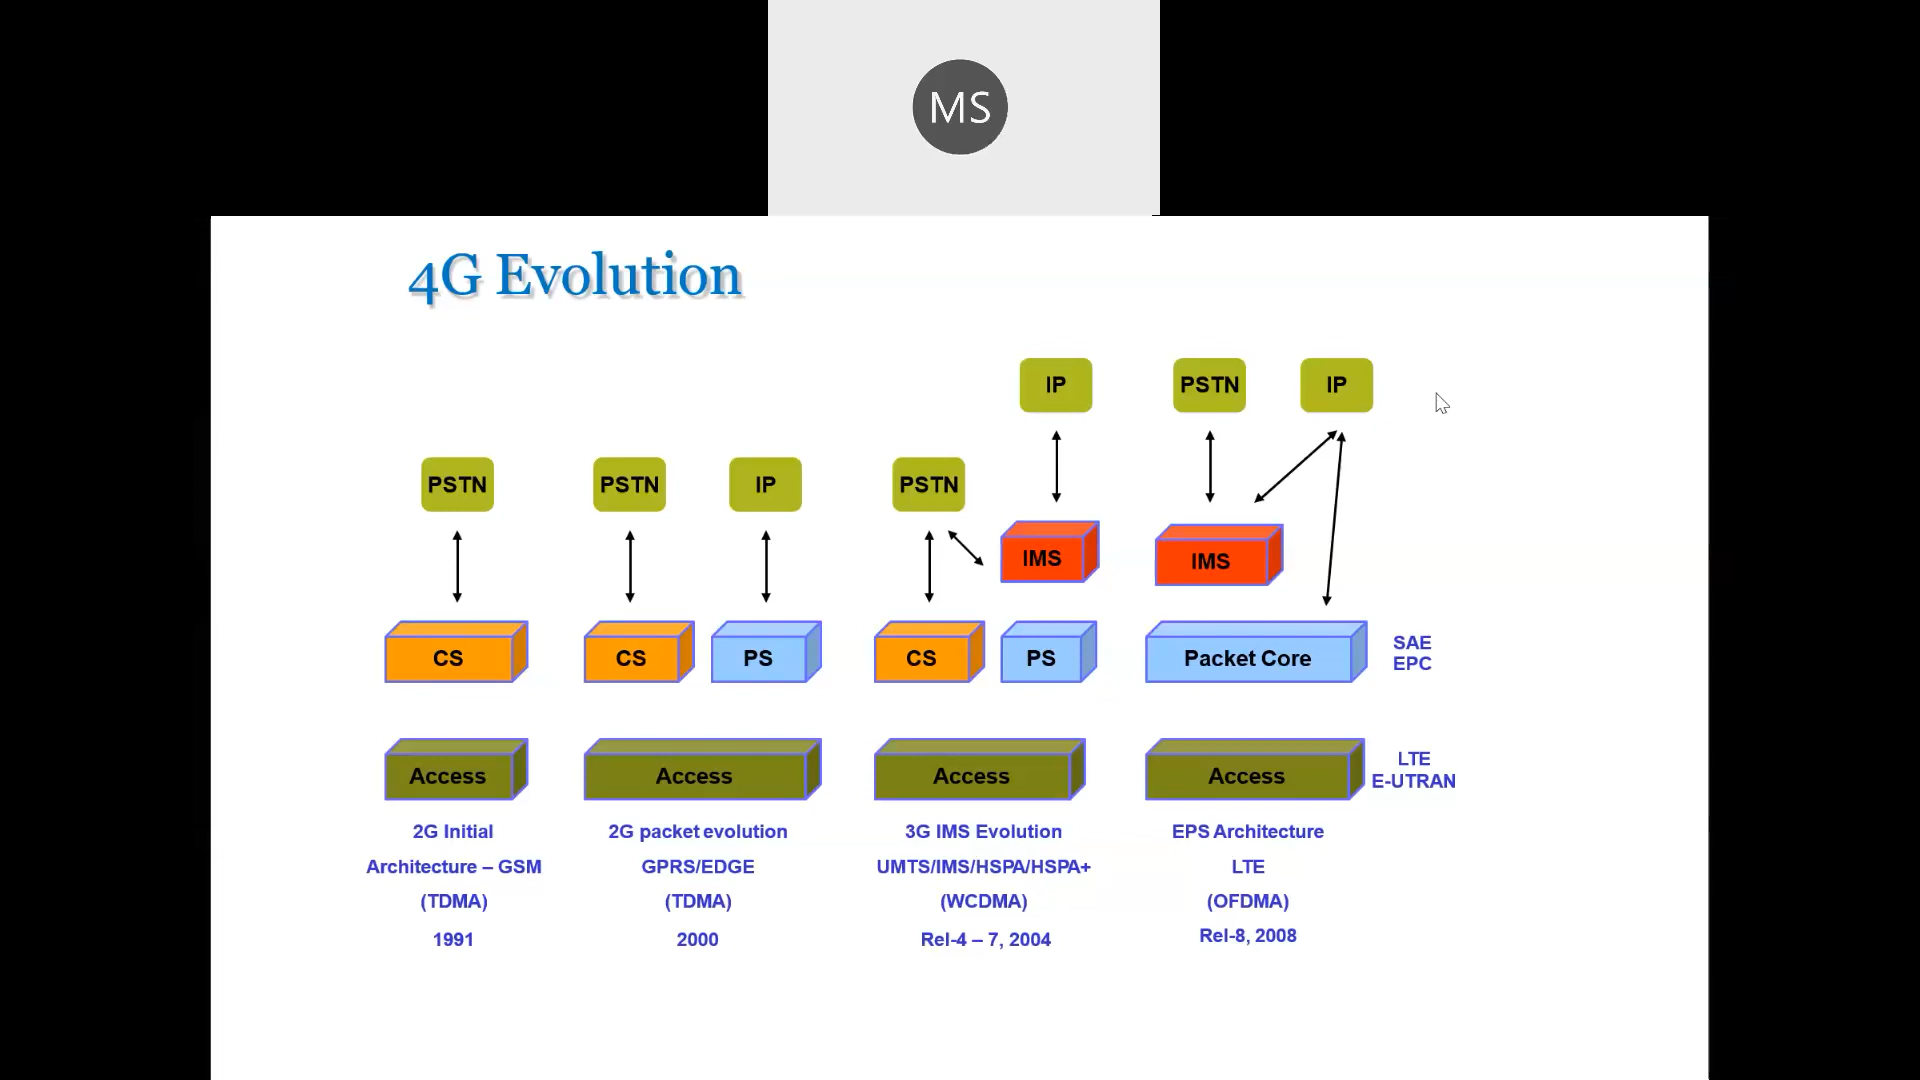 MS
4G Evolution
IP
PSTN
IP
PSTN
PSTN
IP
PSTN
IMS
IMS
CS
CS
PS
CS
PS
Packet Core
SAE
EPC
Access
Access
Access
Access
LTE
E-UTRAN
2G Initial
Architecture – GSM
(TDMA)
1991
2G packet evolution
GPRS/EDGE
(TDMA)
2000
3G IMS Evolution
UMTS/IMS/HSPA/HSPA+
(WCDMA)
Rel-4 – 7, 2004
EPS Architecture
LTE
(OFDMA)
Rel-8, 2008